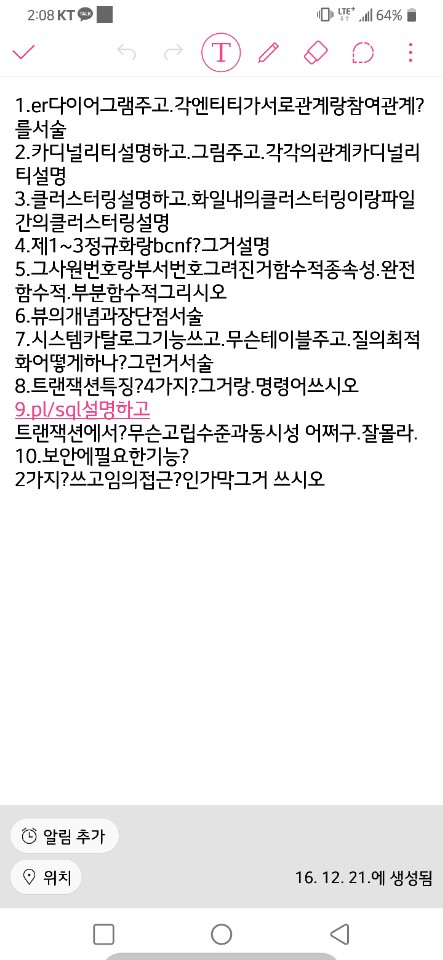 2:08 KT TALK LTE+ 64%
T
1.er다이어그램주고.각엔티티가서로관계랑참여관계?
를서술
2.카디널리티설명하고.그림주고.각각의관계카디널리
티설명
3.클러스터링설명하고.화일내의클러스터링이랑파일
간의클러스터링설명
4.제1~3정규화랑bcnf?그거설명
5.그사원번호랑부서번호그려진거함수적종속성.완전
함수적.부분함수적그리시오
6.뷰의개념과장단점서술
7.시스템카탈로그기능쓰고.무슨테이블주고.질의최적
화어떻게하나?그런거서술
8.트랜잭션특징?4가지?그거랑.명령어쓰시오
9.pl/sql설명하고
트랜잭션에서?무슨고립수준과동시성 어쩌구.잘몰라.
10.보안에필요한기능?
2가지?쓰고임의접근?인가막그거 쓰시오
알림 추가
위치 16. 12. 21.에 생성됨